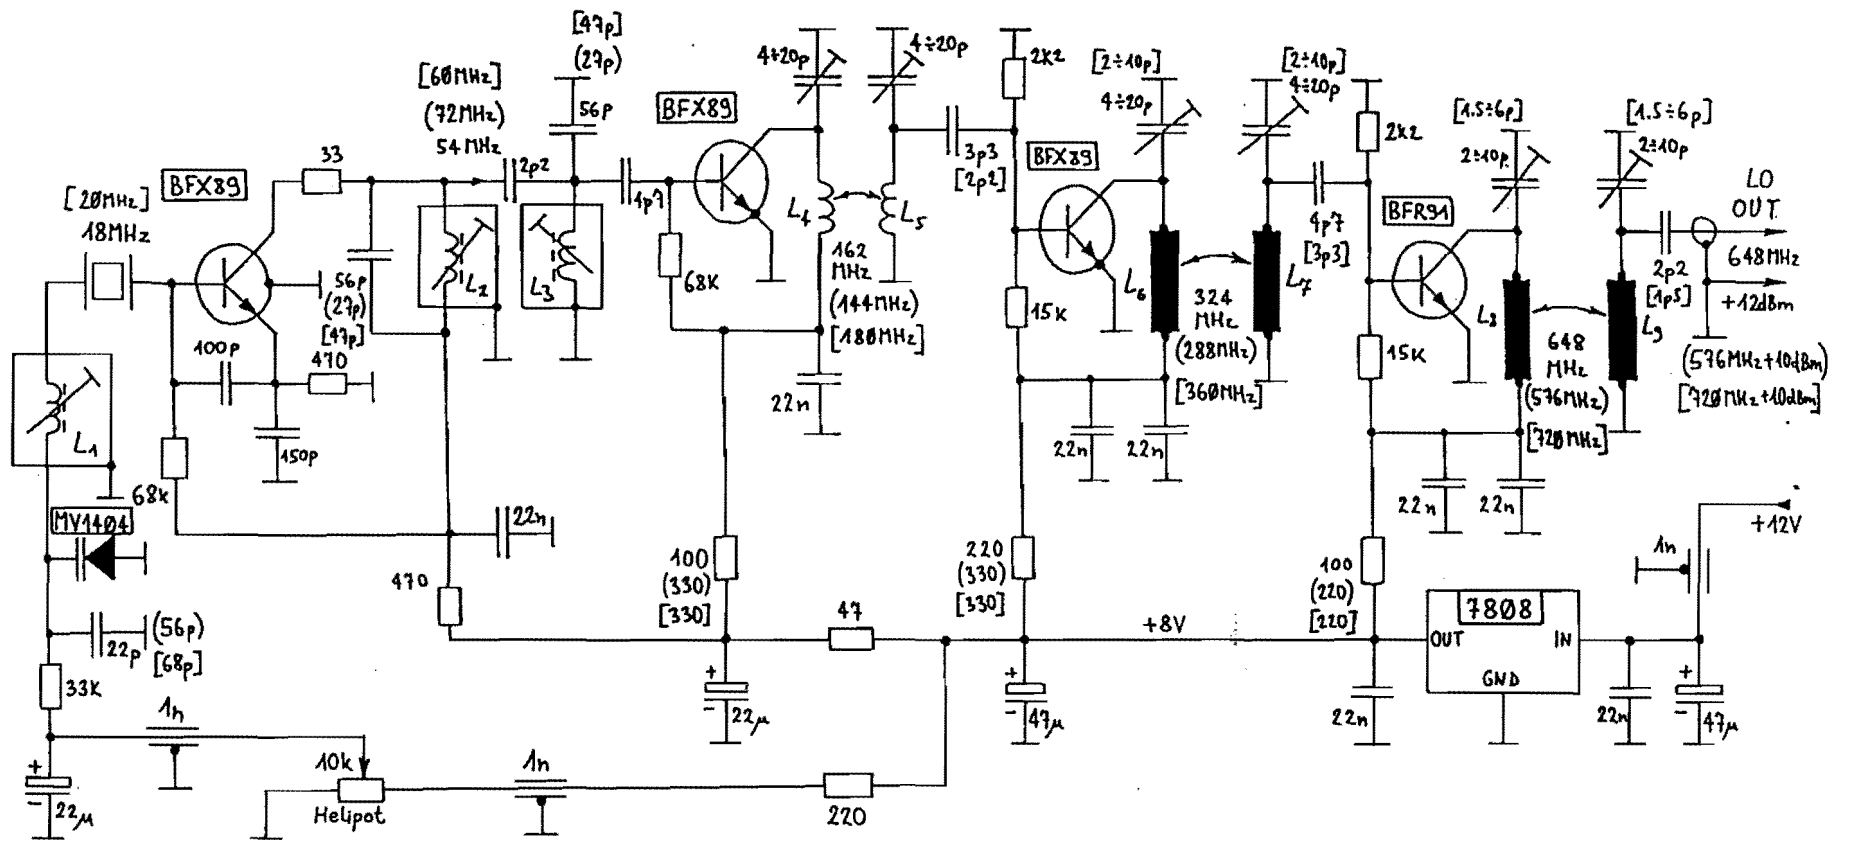 [20MHz]
18MHz
BFX89
33
[60MHz]
(72MHz)
54MHz
2p2
[47p]
(27p)
56p
4p7
BFX89
4÷20p
4÷20p
2k2
3p3
[2p2]
BFX89
[2÷10p]
4÷20p
[2÷10p]
4÷20p
2k2
4p7
[3p3]
BFR91
[1.5÷6p]
2÷10p
[1.5÷6p]
2÷10p
LO
OUT
648MHz
+12dBm
2p2
[1p5]
(576MHz+10dBm)
[720MHz+10dBm]
L1
100p
470
150p
68k
56p
(27p)
[47p]
L2
L3
68k
L4
L5
162
MHz
(144MHz)
[180MHz]
22n
15k
L6
L7
324
MHz
(288MHz)
[360MHz]
22n
22n
15k
L8
L9
648
MHz
(576MHz)
[720MHz]
22n
22n
MV1404
22n
470
22p
(56p)
[68p]
33k
1n
22µ
10k
Helipot
1n
220
100
(330)
[330]
47
22µ
220
(330)
[330]
47µ
+8V
100
(220)
[220]
22n
7808
OUT
IN
GND
22n
47µ
1n
+12V